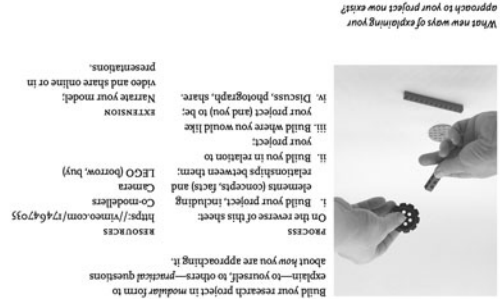 Build your research project in modular form to
explain—to yourself, to others—practical questions
about how you are approaching it.
PROCESS
On the reverse of this sheet:
i. Build your project, including
elements (concepts, facts) and
relationships between them;
ii. Build you in relation to
your project;
iii. Build where you would like
your project (and you) to be;
iv. Discuss, photograph, share.
RESOURCES
https://vimeo.com/174647035
Co-modellers
Camera
LEGO (borrow, buy)
EXTENSION
Narrate your model;
video and share online or in
presentations.
What new ways of explaining your
approach to your project now exist?